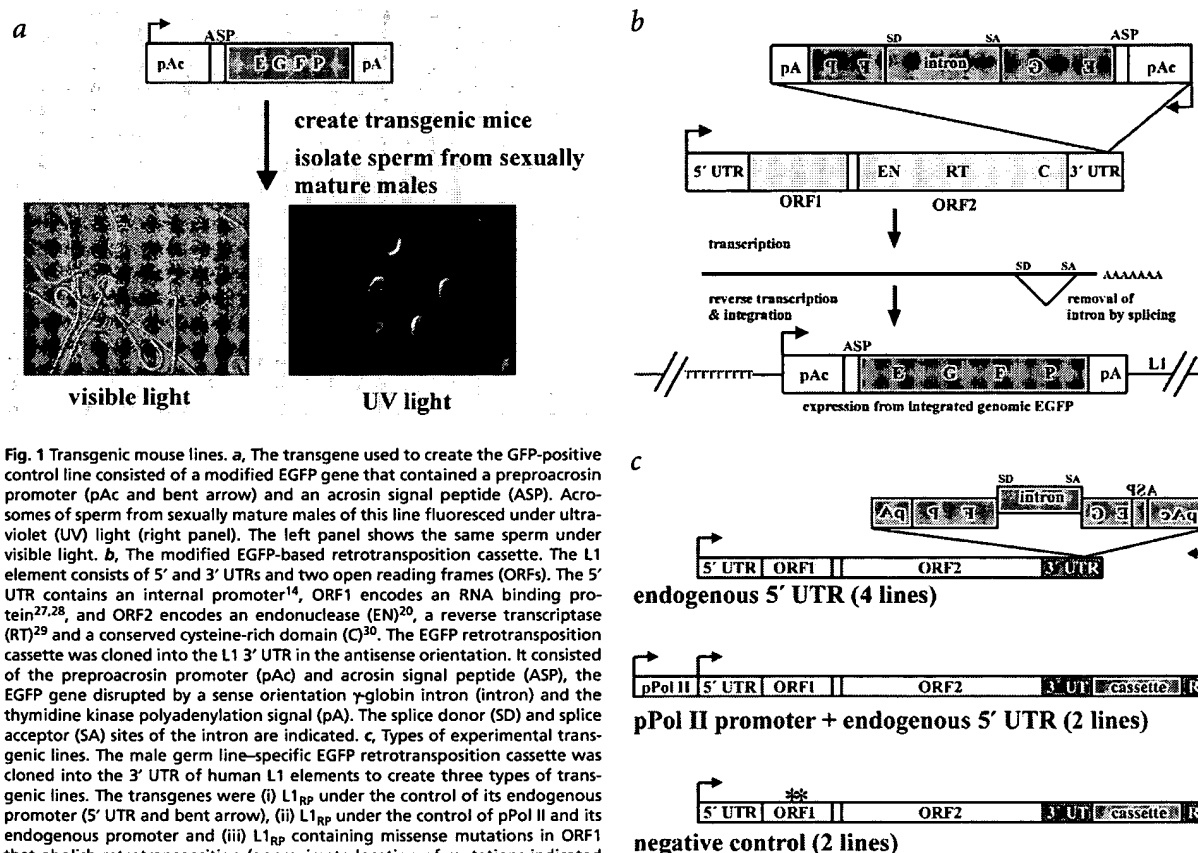 a
ASP
pAc
EGFP
pA
create transgenic mice
isolate sperm from sexually
mature males
visible light
UV light
Fig. 1 Transgenic mouse lines. a, The transgene used to create the GFP-positive
control line consisted of a modified EGFP gene that contained a preproacrosin
promoter (pAc and bent arrow) and an acrosin signal peptide (ASP). Acro-
somes of sperm from sexually mature males of this line fluoresced under ultra-
violet (UV) light (right panel). The left panel shows the same sperm under
visible light. b, The modified EGFP-based retrotransposition cassette. The L1
element consists of 5′ and 3′ UTRs and two open reading frames (ORFs). The 5′
UTR contains an internal promoter14, ORF1 encodes an RNA binding pro-
tein27,28, and ORF2 encodes an endonuclease (EN)20, a reverse transcriptase
(RT)29 and a conserved cysteine-rich domain (C)30. The EGFP retrotransposition
cassette was cloned into the L1 3′ UTR in the antisense orientation. It consisted
of the preproacrosin promoter (pAc) and acrosin signal peptide (ASP), the
EGFP gene disrupted by a sense orientation γ-globin intron (intron) and the
thymidine kinase polyadenylation signal (pA). The splice donor (SD) and splice
acceptor (SA) sites of the intron are indicated. c, Types of experimental trans-
genic lines. The male germ line–specific EGFP retrotransposition cassette was
cloned into the 3′ UTR of human L1 elements to create three types of trans-
genic lines. The transgenes were (i) L1RP under the control of its endogenous
promoter (5′ UTR and bent arrow), (ii) L1RP under the control of pPol II and its
endogenous promoter and (iii) L1RP containing missense mutations in ORF1
b
SD SA ASP
pA P F intron G E pAc
5′ UTR EN RT C 3′ UTR
ORF1 ORF2
transcription
SD SA AAAAAAA
reverse transcription
& integration
removal of
intron by splicing
ASP
TTTTTTTTT pAc E G F P pA L1
expression from integrated genomic EGFP
c
SD SA ASP
pA P F intron G E pAc
5′ UTR ORF1 ORF2 3′ UTR
endogenous 5′ UTR (4 lines)
pPol II 5′ UTR ORF1 ORF2 3′ UT cassette R
pPol II promoter + endogenous 5′ UTR (2 lines)
**
5′ UTR ORF1 ORF2 3′ UT cassette R
negative control (2 lines)